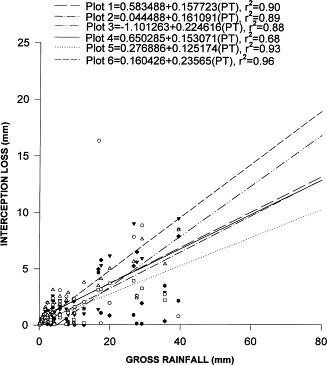 Plot 1=0.583488+0.157723(PT), r²=0.90
Plot 2=0.044488+0.161091(PT), r²=0.89
Plot 3=-1.101263+0.224616(PT), r²=0.88
Plot 4=0.650285+0.153071(PT), r²=0.68
Plot 5=0.276886+0.125174(PT), r²=0.93
Plot 6=0.160426+0.23565(PT), r²=0.96
25
20
15
10
5
0
INTERCEPTION LOSS (mm)
0 20 40 60 80
GROSS RAINFALL (mm)